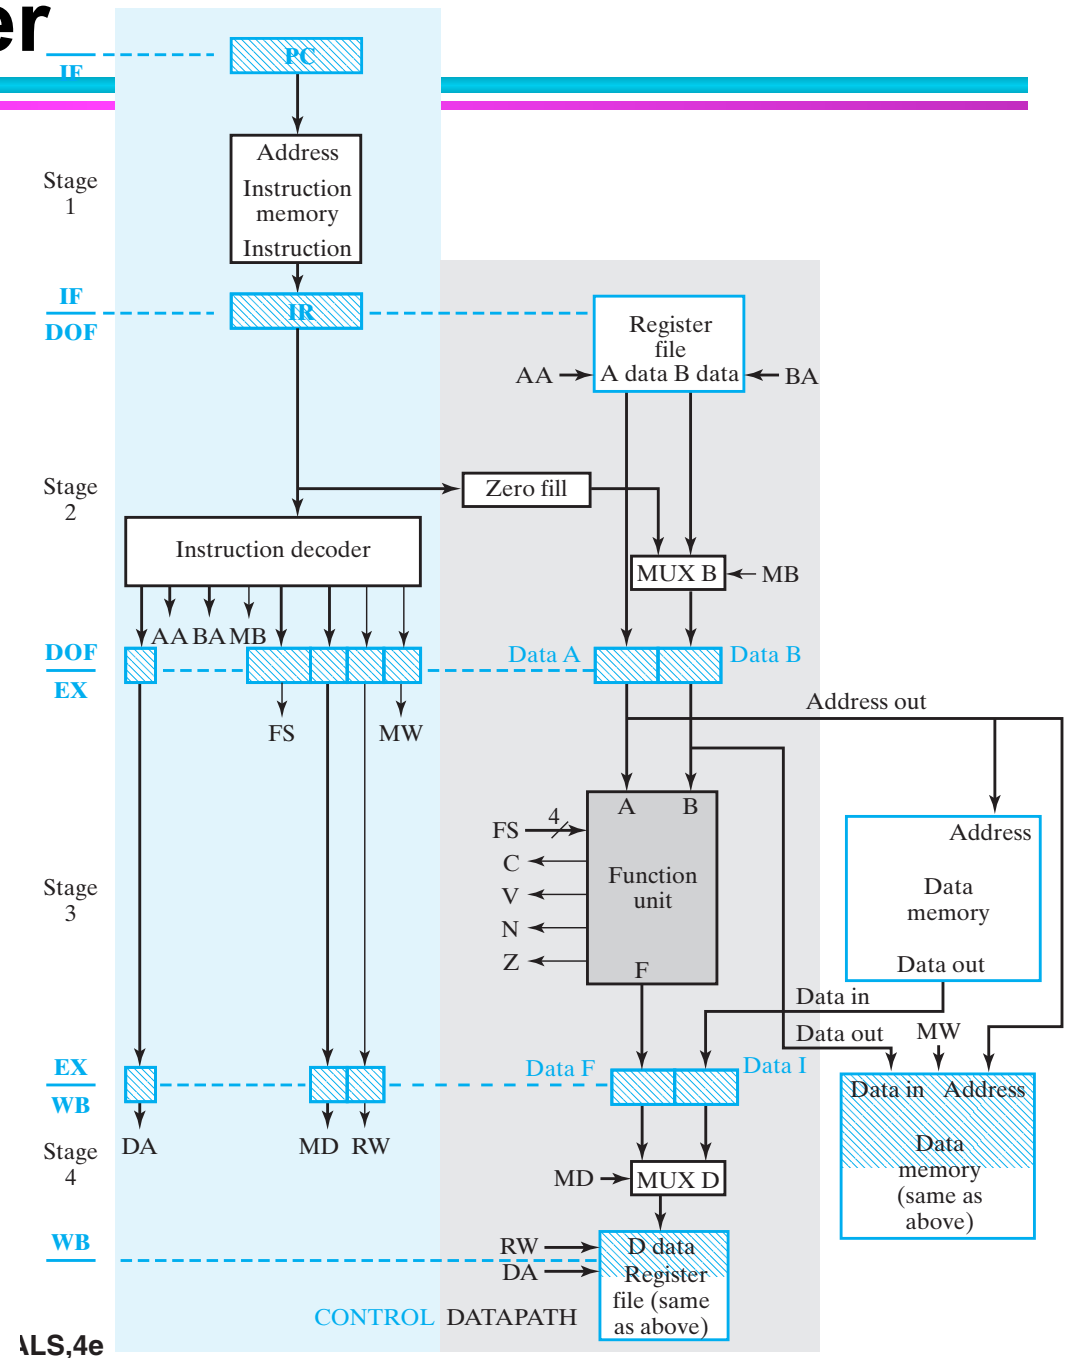 er
IF
PC
Address
Instruction
memory
Instruction
Stage
1
IF
DOF
IR
Register
file
A data B data
AA
BA
Stage
2
Zero fill
Instruction decoder
MUX B
MB
AA BA MB
DOF
EX
Data A
Data B
FS
MW
Address out
A
B
FS
4
C
V
N
Z
Function
unit
F
Stage
3
Address
Data
memory
Data out
Data in
Data out
MW
EX
WB
Data F
Data I
Data in Address
Data
memory
(same as
above)
DA
MD RW
Stage
4
MD
MUX D
WB
RW
DA
D data
Register
file (same
as above)
CONTROL DATAPATH
ALS,4e